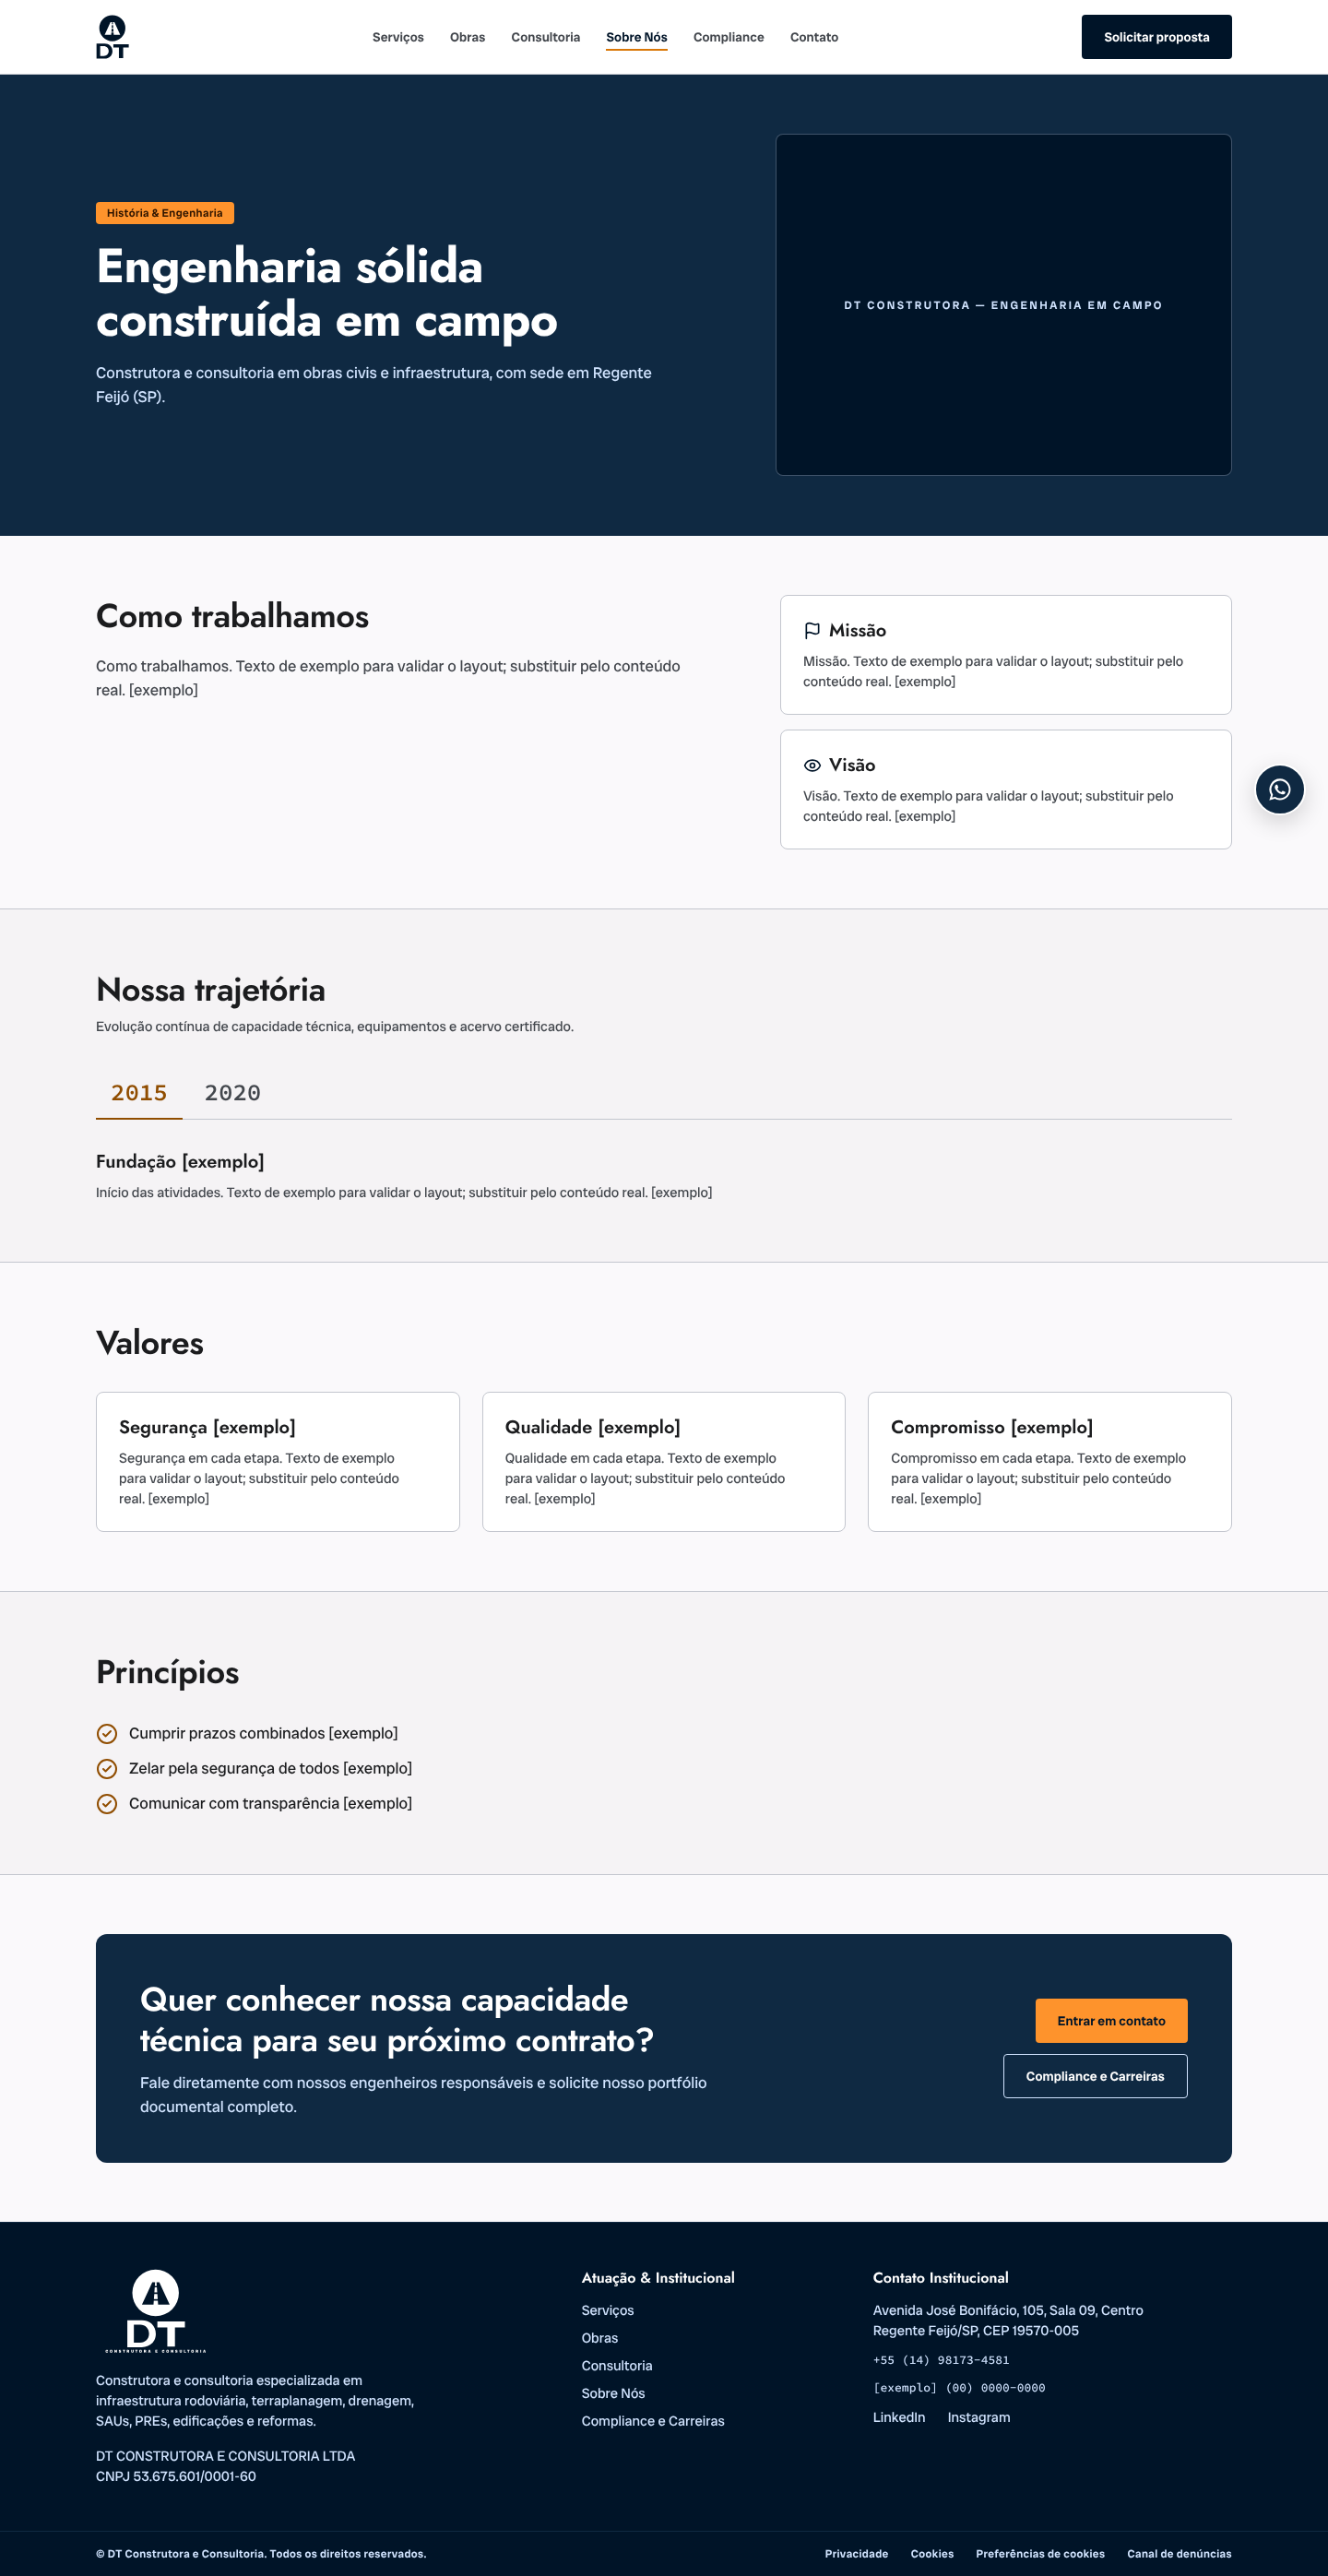 DT
Serviços
Obras
Consultoria
Sobre Nós
Compliance
Contato
Solicitar proposta
História & Engenharia
Engenharia sólida
construída em campo
Construtora e consultoria em obras civis e infraestrutura, com sede em Regente
Feijó (SP).
DT CONSTRUTORA — ENGENHARIA EM CAMPO
Como trabalhamos
Como trabalhamos. Texto de exemplo para validar o layout; substituir pelo conteúdo
real. [exemplo]
Missão
Missão. Texto de exemplo para validar o layout; substituir pelo
conteúdo real. [exemplo]
Visão
Visão. Texto de exemplo para validar o layout; substituir pelo
conteúdo real. [exemplo]
Nossa trajetória
Evolução contínua de capacidade técnica, equipamentos e acervo certificado.
2015
2020
Fundação [exemplo]
Início das atividades. Texto de exemplo para validar o layout; substituir pelo conteúdo real. [exemplo]
Valores
Segurança [exemplo]
Segurança em cada etapa. Texto de exemplo
para validar o layout; substituir pelo conteúdo
real. [exemplo]
Qualidade [exemplo]
Qualidade em cada etapa. Texto de exemplo
para validar o layout; substituir pelo conteúdo
real. [exemplo]
Compromisso [exemplo]
Compromisso em cada etapa. Texto de exemplo
para validar o layout; substituir pelo conteúdo
real. [exemplo]
Princípios
Cumprir prazos combinados [exemplo]
Zelar pela segurança de todos [exemplo]
Comunicar com transparência [exemplo]
Quer conhecer nossa capacidade
técnica para seu próximo contrato?
Fale diretamente com nossos engenheiros responsáveis e solicite nosso portfólio
documental completo.
Entrar em contato
Compliance e Carreiras
DT
CONSTRUTORA E CONSULTORIA
Construtora e consultoria especializada em
infraestrutura rodoviária, terraplanagem, drenagem,
SAUs, PREs, edificações e reformas.
DT CONSTRUTORA E CONSULTORIA LTDA
CNPJ 53.675.601/0001-60
Atuação & Institucional
Serviços
Obras
Consultoria
Sobre Nós
Compliance e Carreiras
Contato Institucional
Avenida José Bonifácio, 105, Sala 09, Centro
Regente Feijó/SP, CEP 19570-005
+55 (14) 98173-4581
[exemplo] (00) 0000-0000
LinkedIn
Instagram
© DT Construtora e Consultoria. Todos os direitos reservados.
Privacidade
Cookies
Preferências de cookies
Canal de denúncias